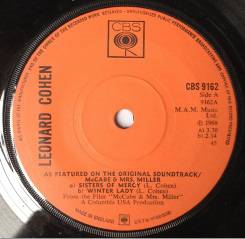 CBS
LEONARD COHEN
CBS 9162
Side A
9162A
M.A.M. Music
Ltd.
℗ 1968
A) 3.30
B) 2.14
45
AS FEATURED ON THE ORIGINAL SOUNDTRACK/
McCABE & MRS. MILLER
a) SISTERS OF MERCY (L. Cohen)
b) WINTER LADY (L. Cohen)
From the Film "McCabe & Mrs. Miller"
A Columbia USA Production
MADE IN ENGLAND